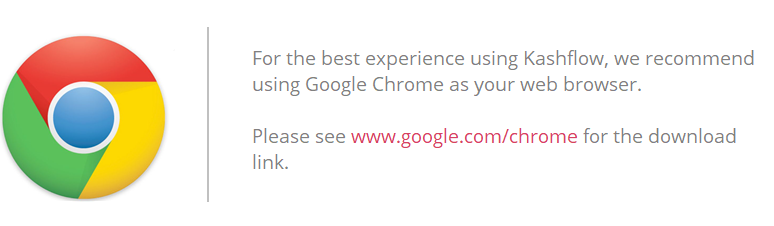 For the best experience using Kashflow, we recommend
using Google Chrome as your web browser.
Please see www.google.com/chrome for the download
link.